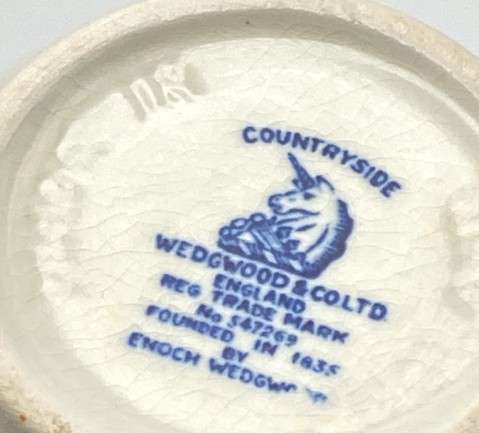 COUNTRYSIDE
WEDGWOOD & CO LTD
ENGLAND
REG TRADE MARK
No 547269
FOUNDED IN 1835
BY
ENOCH